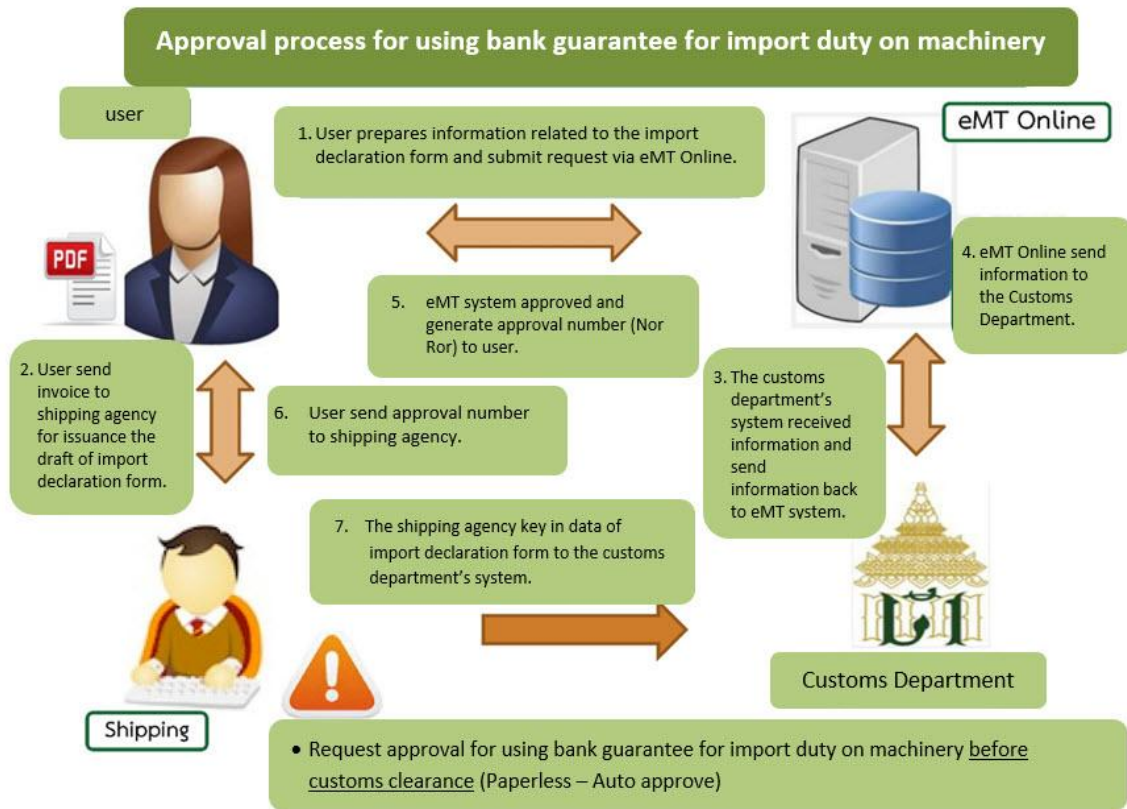 Approval process for using bank guarantee for import duty on machinery
user
eMT Online
1. User prepares information related to the import
declaration form and submit request via eMT Online.
PDF
4. eMT Online send
information to
the Customs
Department.
5. eMT system approved and
generate approval number (Nor
Ror) to user.
2. User send
invoice to
shipping agency
for issuance the
draft of import
declaration form.
6. User send approval number
to shipping agency.
3. The customs
department's
system received
information and
send
information back
to eMT system.
7. The shipping agency key in data of
import declaration form to the customs
department's system.
Customs Department
Shipping
• Request approval for using bank guarantee for import duty on machinery before
customs clearance (Paperless – Auto approve)